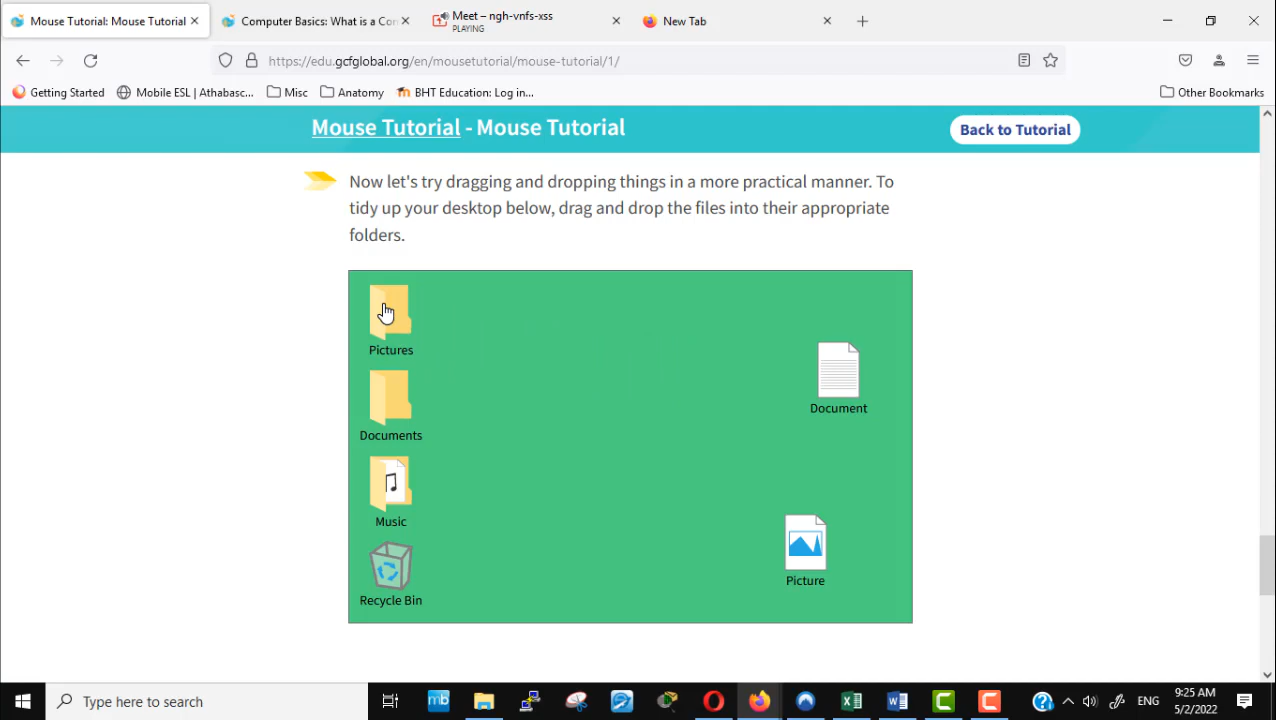 Mouse Tutorial: Mouse Tutorial
Computer Basics: What is a Con
Meet – ngh-vnfs-xss
PLAYING
New Tab
https://edu.gcfglobal.org/en/mousetutorial/mouse-tutorial/1/
Getting Started
Mobile ESL | Athabasc...
Misc
Anatomy
BHT Education: Log in...
Other Bookmarks
Mouse Tutorial - Mouse Tutorial
Back to Tutorial
Now let's try dragging and dropping things in a more practical manner. To
tidy up your desktop below, drag and drop the files into their appropriate
folders.
Pictures
Document
Documents
Music
Picture
Recycle Bin
Type here to search
mb
ENG
9:25 AM
5/2/2022